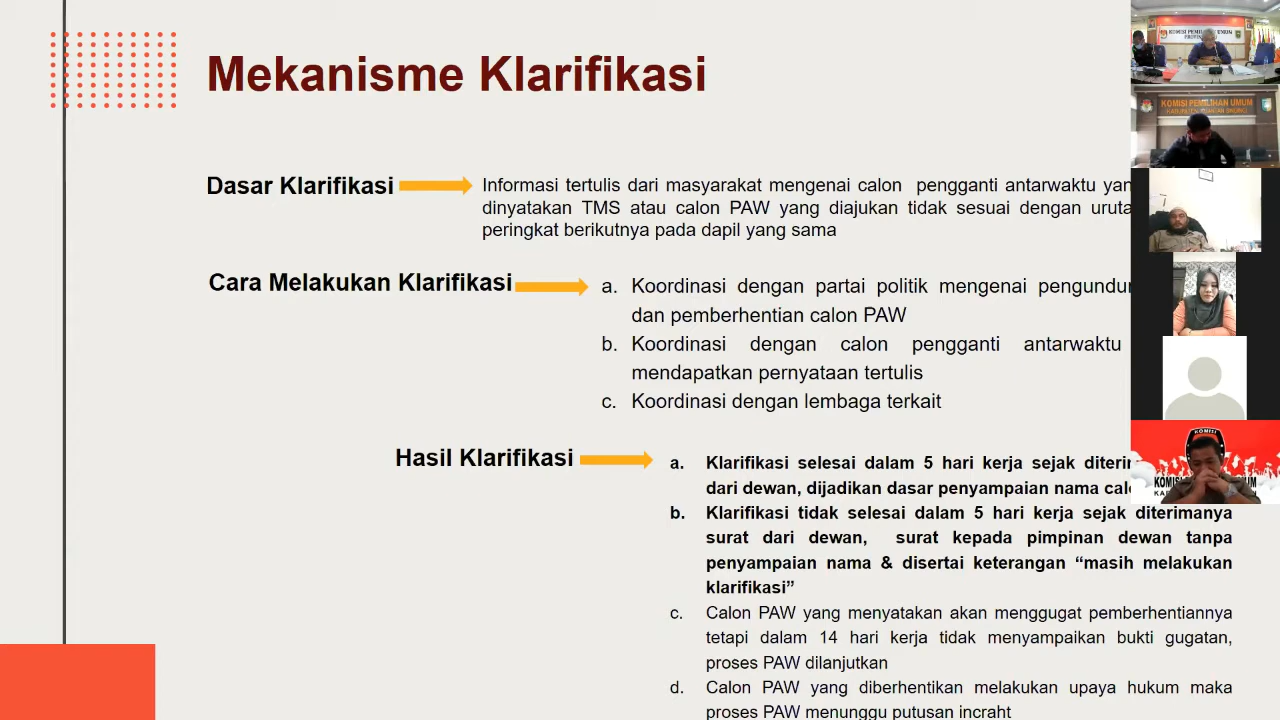 Mekanisme Klarifikasi
Dasar Klarifikasi
Informasi tertulis dari masyarakat mengenai calon pengganti antarwaktu
dinyatakan TMS atau calon PAW yang diajukan tidak sesuai dengan
peringkat berikutnya pada dapil yang sama
Cara Melakukan Klarifikasi
a. Koordinasi dengan partai politik mengenai
dan pemberhentian calon PAW
b. Koordinasi dengan calon pengganti antarwaktu
mendapatkan pernyataan tertulis
c. Koordinasi dengan lembaga terkait
Hasil Klarifikasi
a. Klarifikasi selesai dalam 5 hari kerja sejak
dari dewan, dijadikan dasar penyampaian nama
b. Klarifikasi tidak selesai dalam 5 hari kerja sejak diterimanya
surat dari dewan, surat kepada pimpinan dewan tanpa
penyampaian nama & disertai keterangan “masih melakukan
klarifikasi”
c. Calon PAW yang menyatakan akan menggugat pemberhentiannya
tetapi dalam 14 hari kerja tidak menyampaikan bukti gugatan,
proses PAW dilanjutkan
d. Calon PAW yang diberhentikan melakukan upaya hukum maka
proses PAW menunggu putusan incraht
KOMISI PEMILIHAN UMUM
KOMISI